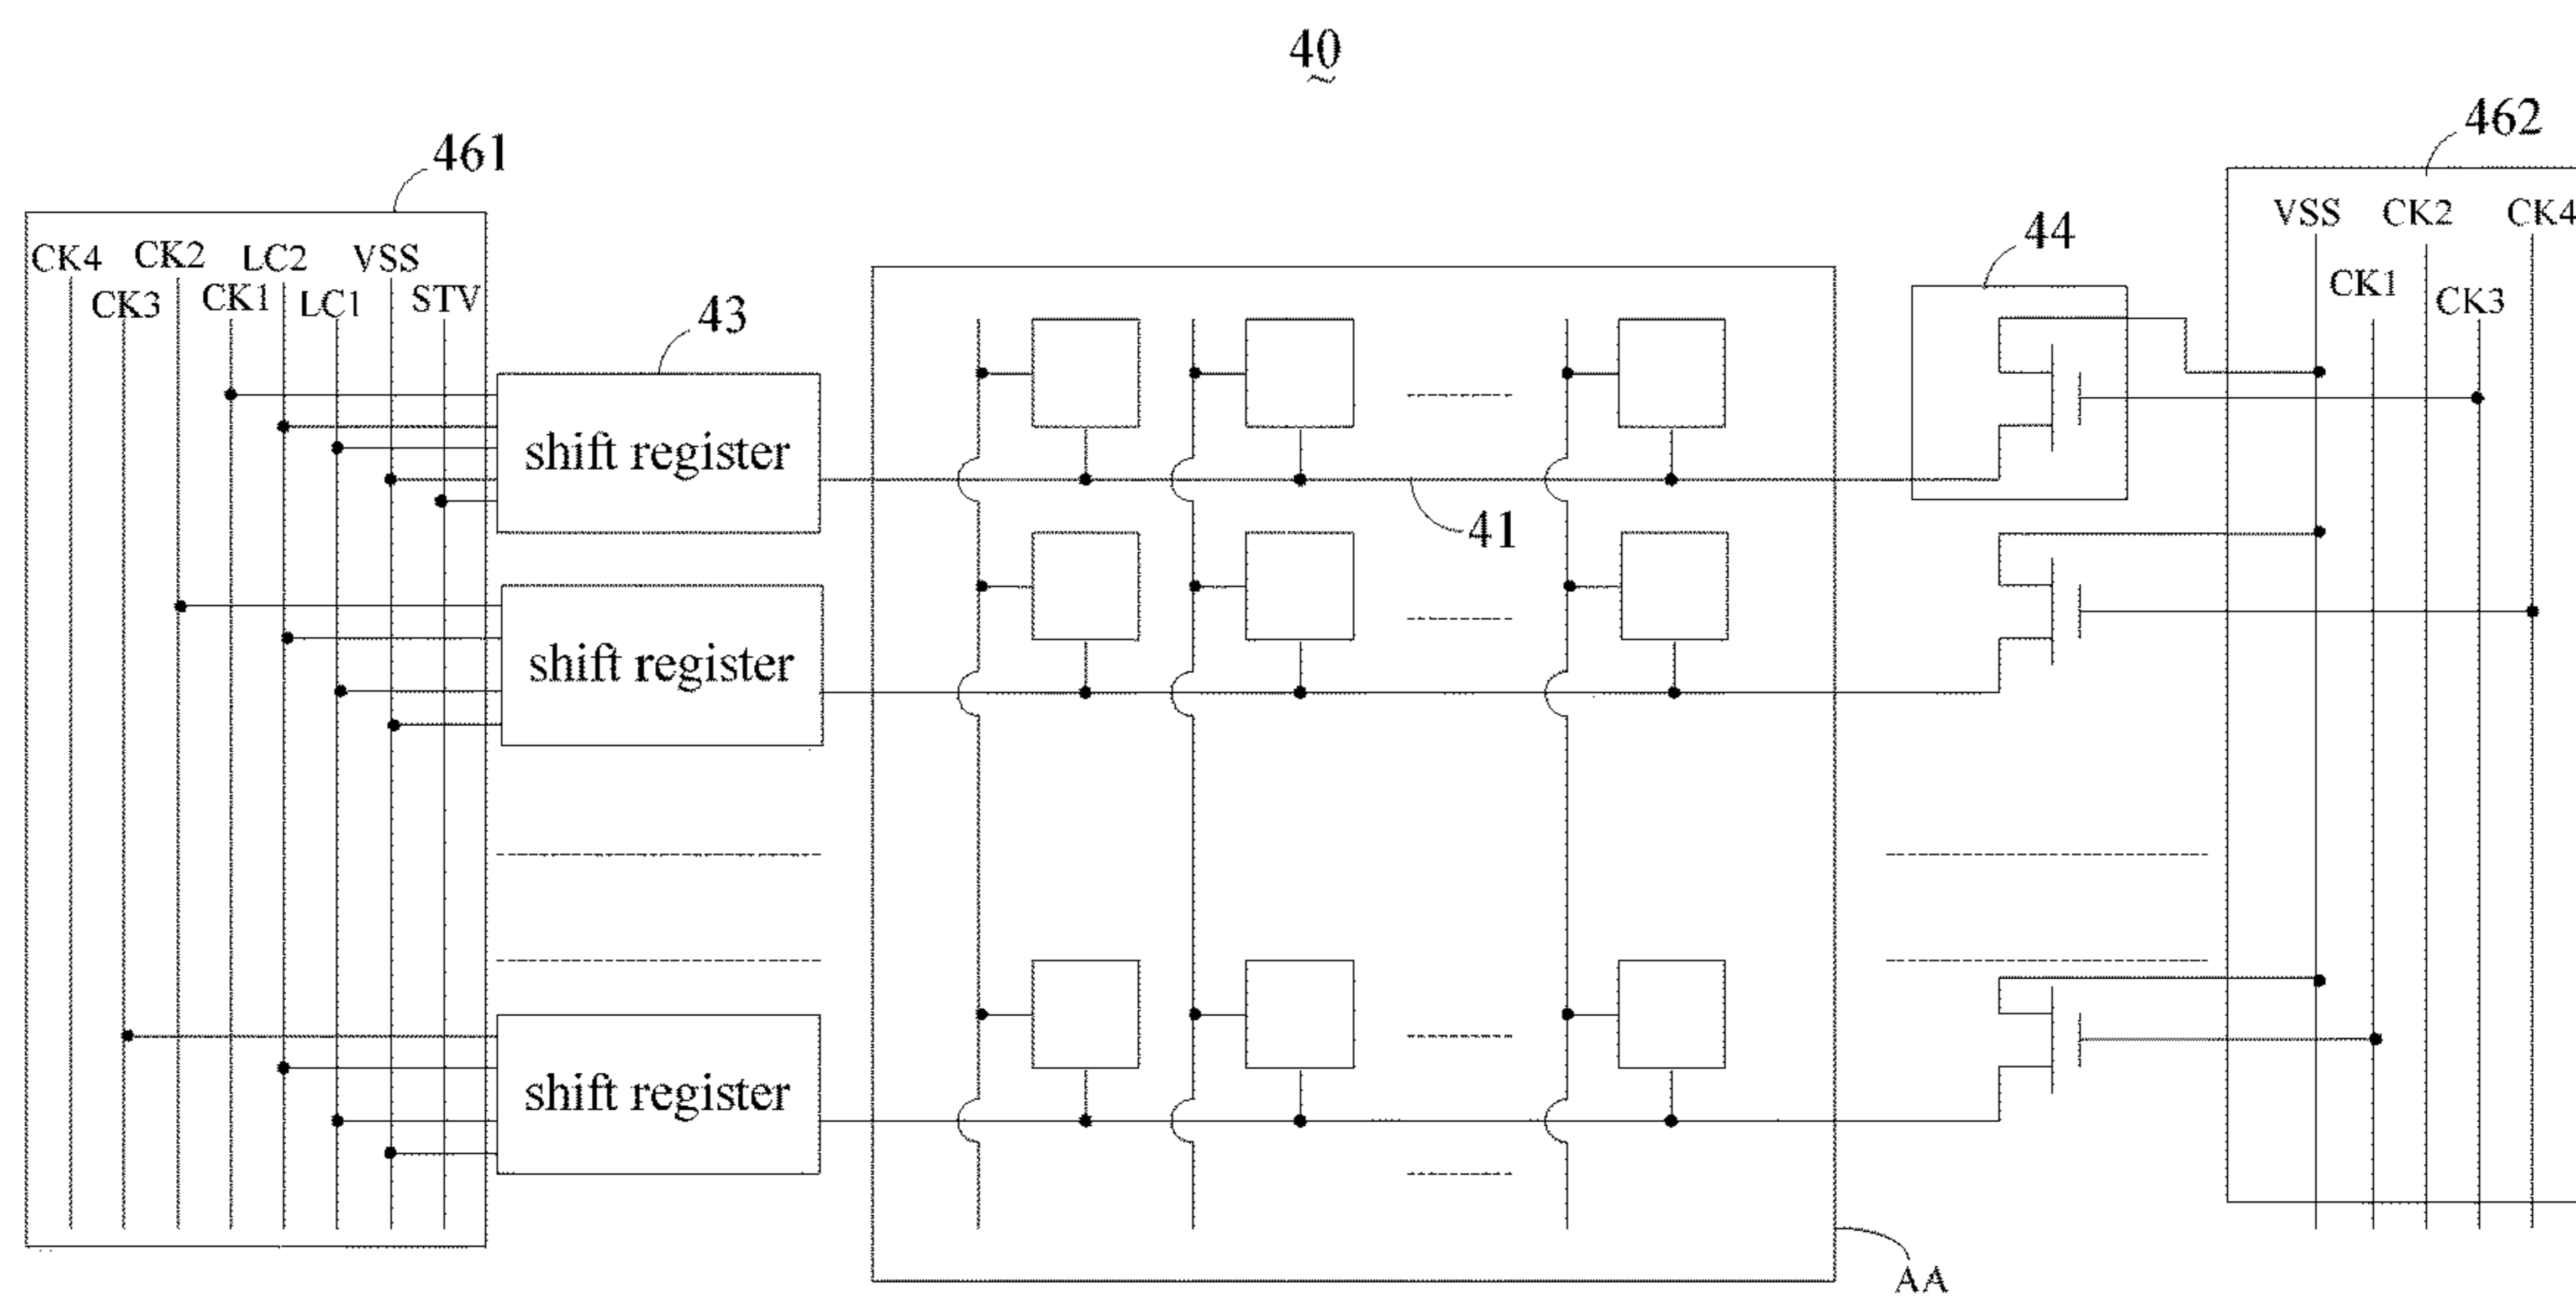 40
461
462
CK4 CK2 LC2 VSS
CK3 CK1 LC1 STV
43
44
VSS CK2 CK4
CK1 CK3
shift register
41
shift register
shift register
AA